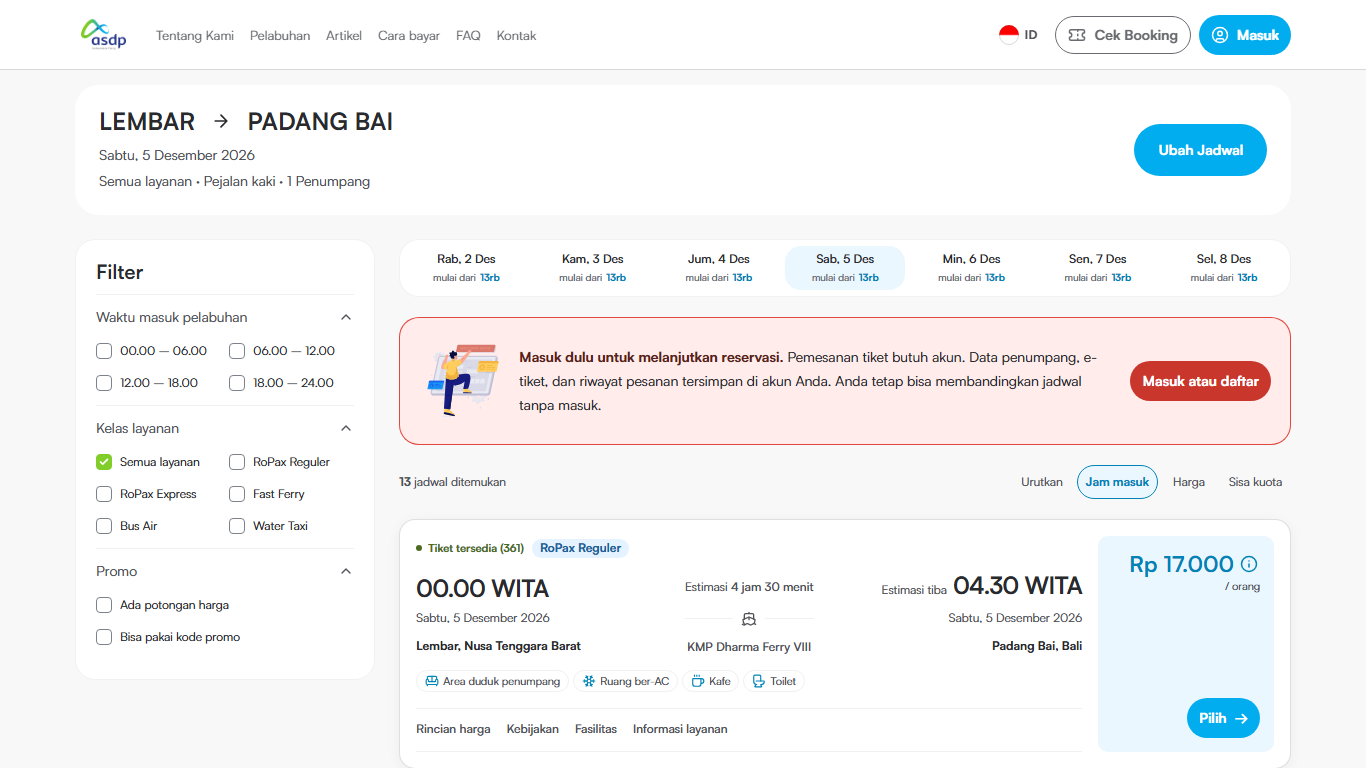 asdp
Tentang Kami
Pelabuhan
Artikel
Cara bayar
FAQ
Kontak
ID
Cek Booking
Masuk
LEMBAR → PADANG BAI
Sabtu, 5 Desember 2026
Semua layanan • Pejalan kaki • 1 Penumpang
Ubah Jadwal
Filter
Waktu masuk pelabuhan
00.00 — 06.00
06.00 — 12.00
12.00 — 18.00
18.00 — 24.00
Kelas layanan
Semua layanan
RoPax Reguler
RoPax Express
Fast Ferry
Bus Air
Water Taxi
Promo
Ada potongan harga
Bisa pakai kode promo
Rab, 2 Des
mulai dari 13rb
Kam, 3 Des
mulai dari 13rb
Jum, 4 Des
mulai dari 13rb
Sab, 5 Des
mulai dari 13rb
Min, 6 Des
mulai dari 13rb
Sen, 7 Des
mulai dari 13rb
Sel, 8 Des
mulai dari 13rb
Masuk dulu untuk melanjutkan reservasi. Pemesanan tiket butuh akun. Data penumpang, e-
tiket, dan riwayat pesanan tersimpan di akun Anda. Anda tetap bisa membandingkan jadwal
tanpa masuk.
Masuk atau daftar
13 jadwal ditemukan
Urutkan
Jam masuk
Harga
Sisa kuota
Tiket tersedia (361)
RoPax Reguler
00.00 WITA
Sabtu, 5 Desember 2026
Lembar, Nusa Tenggara Barat
Estimasi 4 jam 30 menit
KMP Dharma Ferry VIII
Estimasi tiba 04.30 WITA
Sabtu, 5 Desember 2026
Padang Bai, Bali
Area duduk penumpang
Ruang ber-AC
Kafe
Toilet
Rincian harga
Kebijakan
Fasilitas
Informasi layanan
Rp 17.000
/ orang
Pilih →